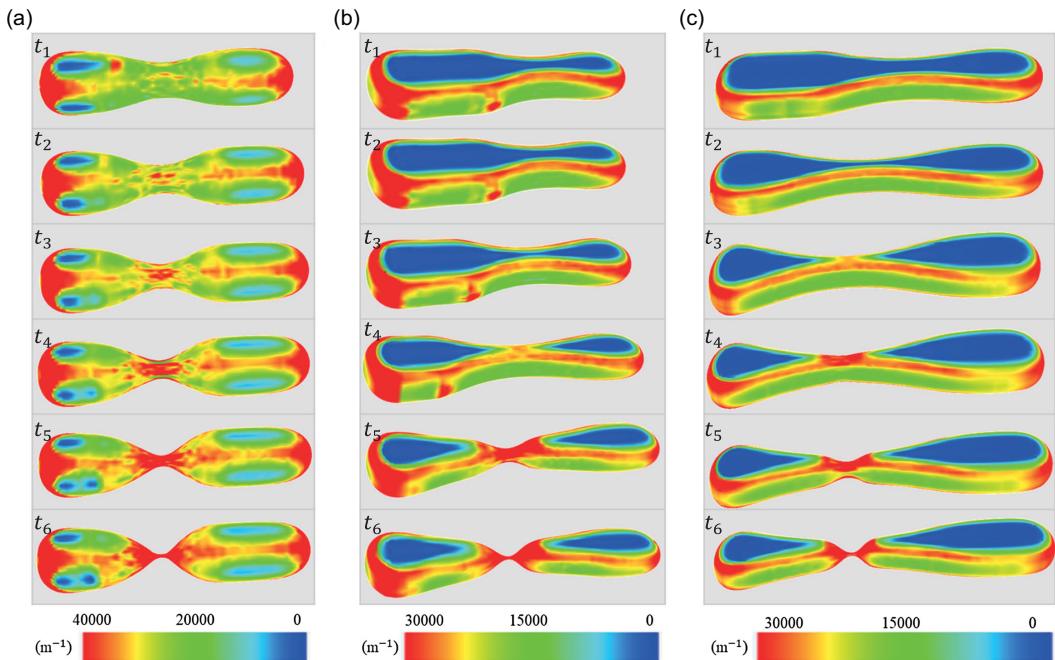 (a) (b) (c)
t₁ t₁ t₁
t₂ t₂ t₂
t₃ t₃ t₃
t₄ t₄ t₄
t₅ t₅ t₅
t₆ t₆ t₆
40000 20000 0 30000 15000 0 30000 15000 0
(m⁻¹) (m⁻¹) (m⁻¹)